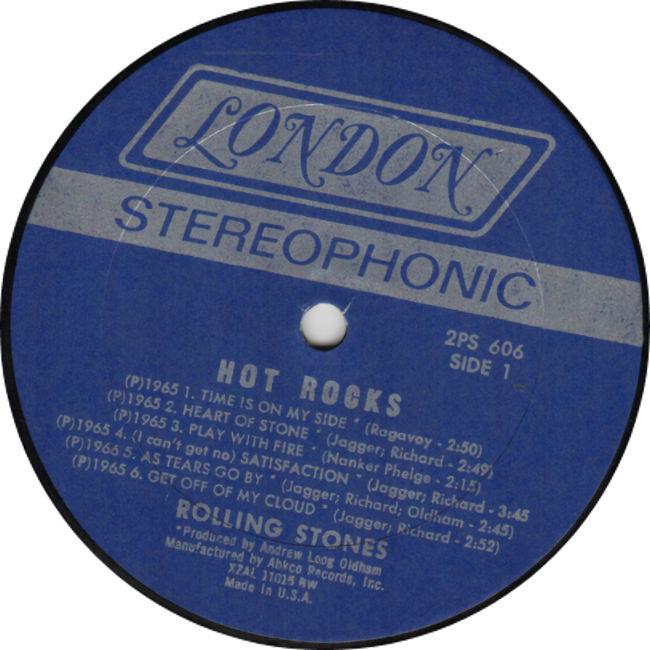 LONDON
STEREOPHONIC
2PS 606
SIDE 1
HOT ROCKS
(P)1965 1. TIME IS ON MY SIDE * (Ragavoy - 2:50)
(P)1965 2. HEART OF STONE * (Jagger; Richard - 2:49)
(P)1965 3. PLAY WITH FIRE * (Nanker Phelge - 2:15)
(P)1965 4. (I can't get no) SATISFACTION * (Jagger; Richard - 3:45
(P)1966 5. AS TEARS GO BY * (Jagger; Richard; Oldham - 2:45)
(P)1965 6. GET OFF OF MY CLOUD * (Jagger; Richard - 2:52)
ROLLING STONES
*Produced by Andrew Loog Oldham
Manufactured by Abkco Records, Inc.
XZAL 11015 BW
Made in U.S.A.